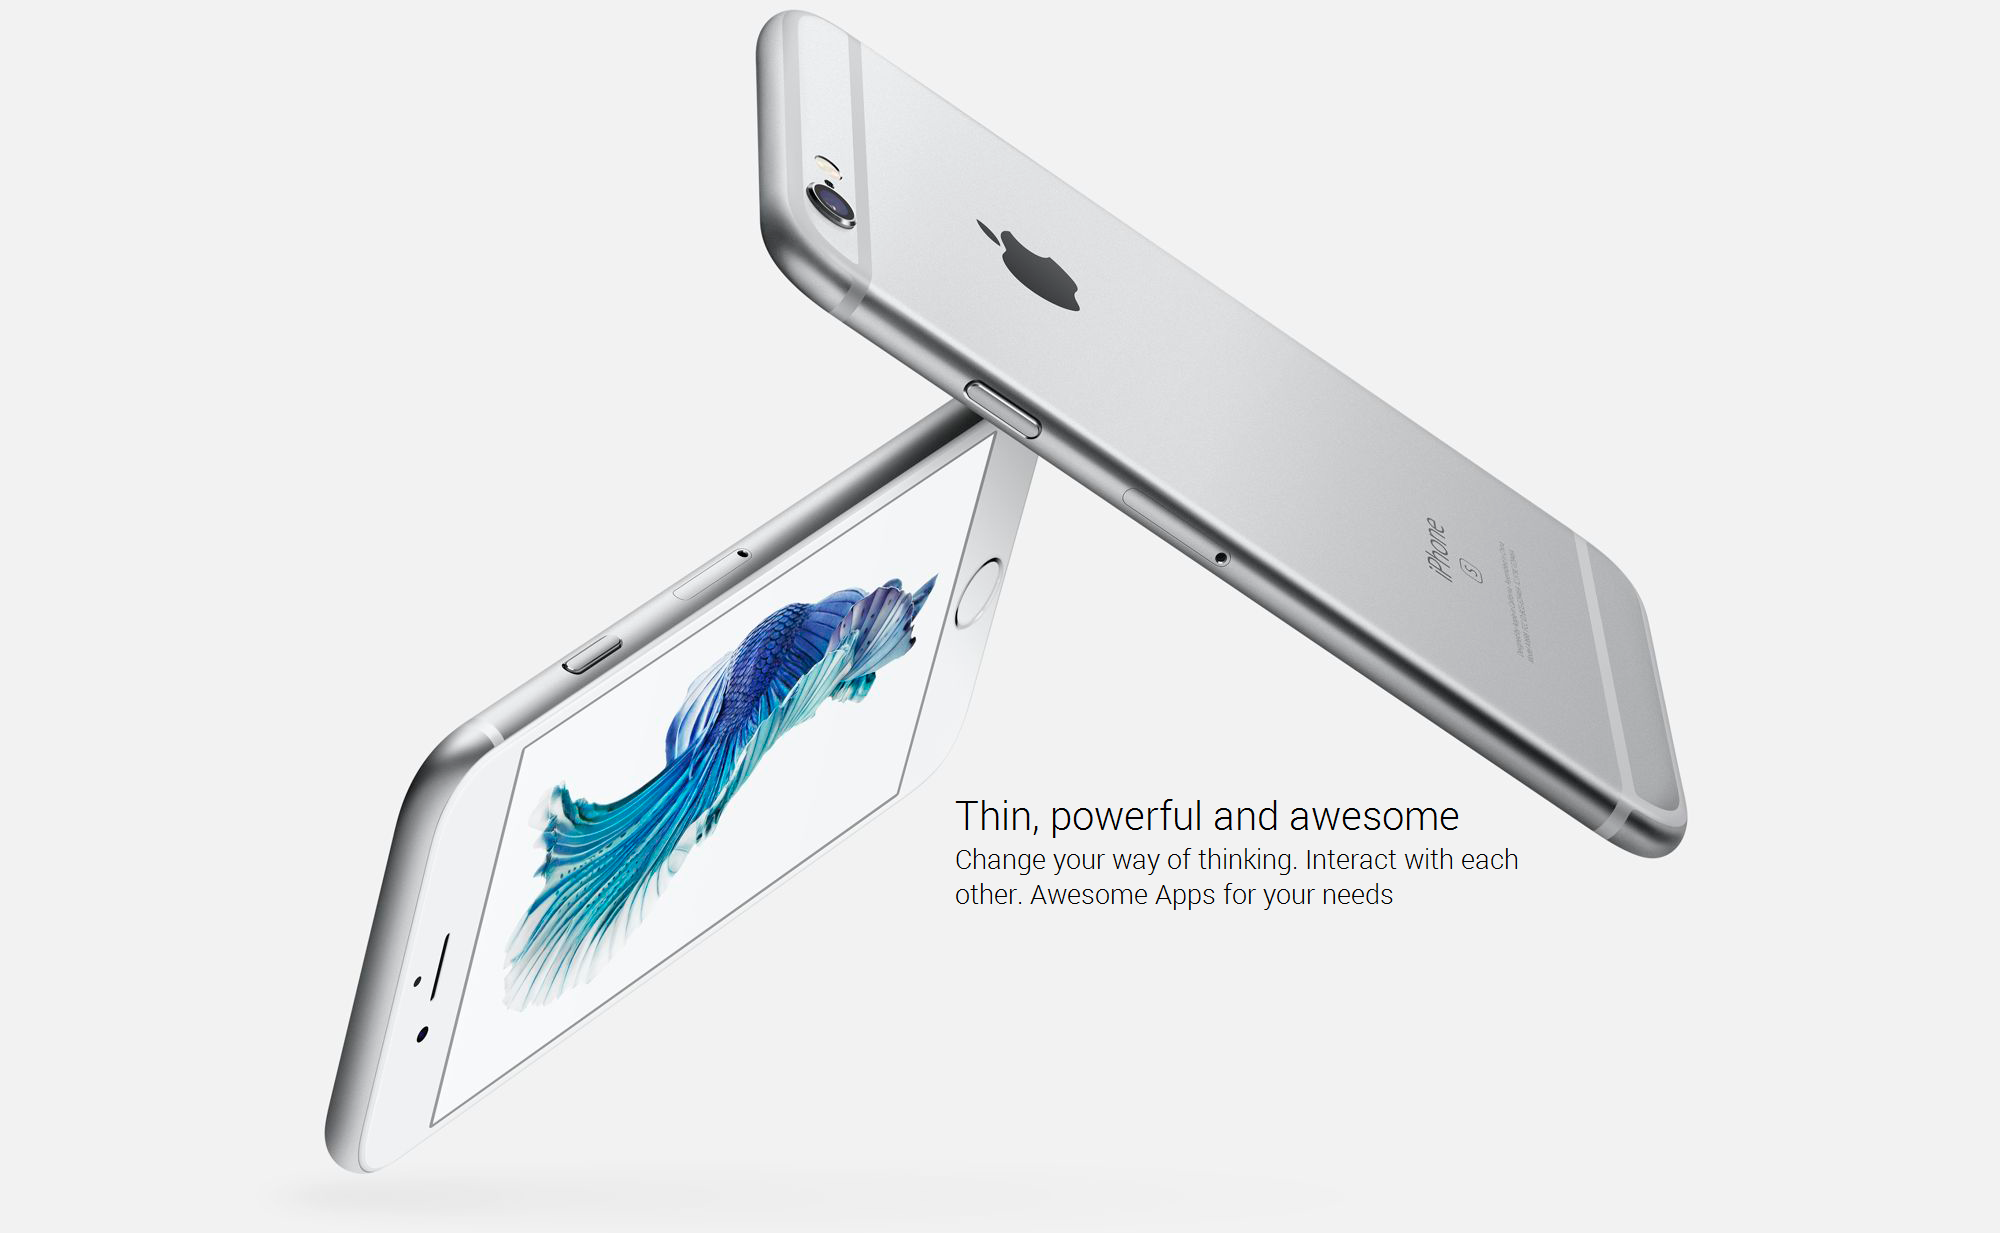 iPhone
S
Thin, powerful and awesome
Change your way of thinking. Interact with each
other. Awesome Apps for your needs